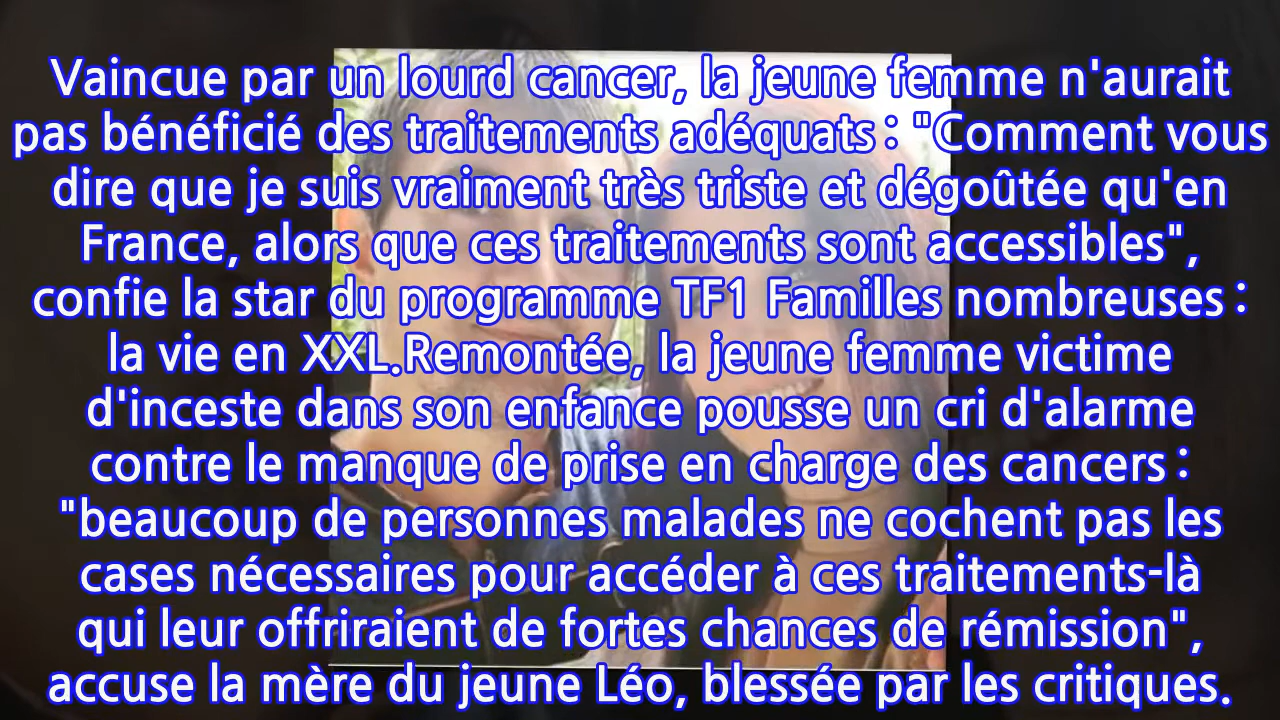 Vaincue par un lourd cancer, la jeune femme n'aurait
pas bénéficié des traitements adéquats : "Comment vous
dire que je suis vraiment très triste et dégoûtée qu'en
France, alors que ces traitements sont accessibles",
confie la star du programme TF1 Familles nombreuses :
la vie en XXL.Remontée, la jeune femme victime
d'inceste dans son enfance pousse un cri d'alarme
contre le manque de prise en charge des cancers :
"beaucoup de personnes malades ne cochent pas les
cases nécessaires pour accéder à ces traitements-là
qui leur offriraient de fortes chances de rémission",
accuse la mère du jeune Léo, blessée par les critiques.